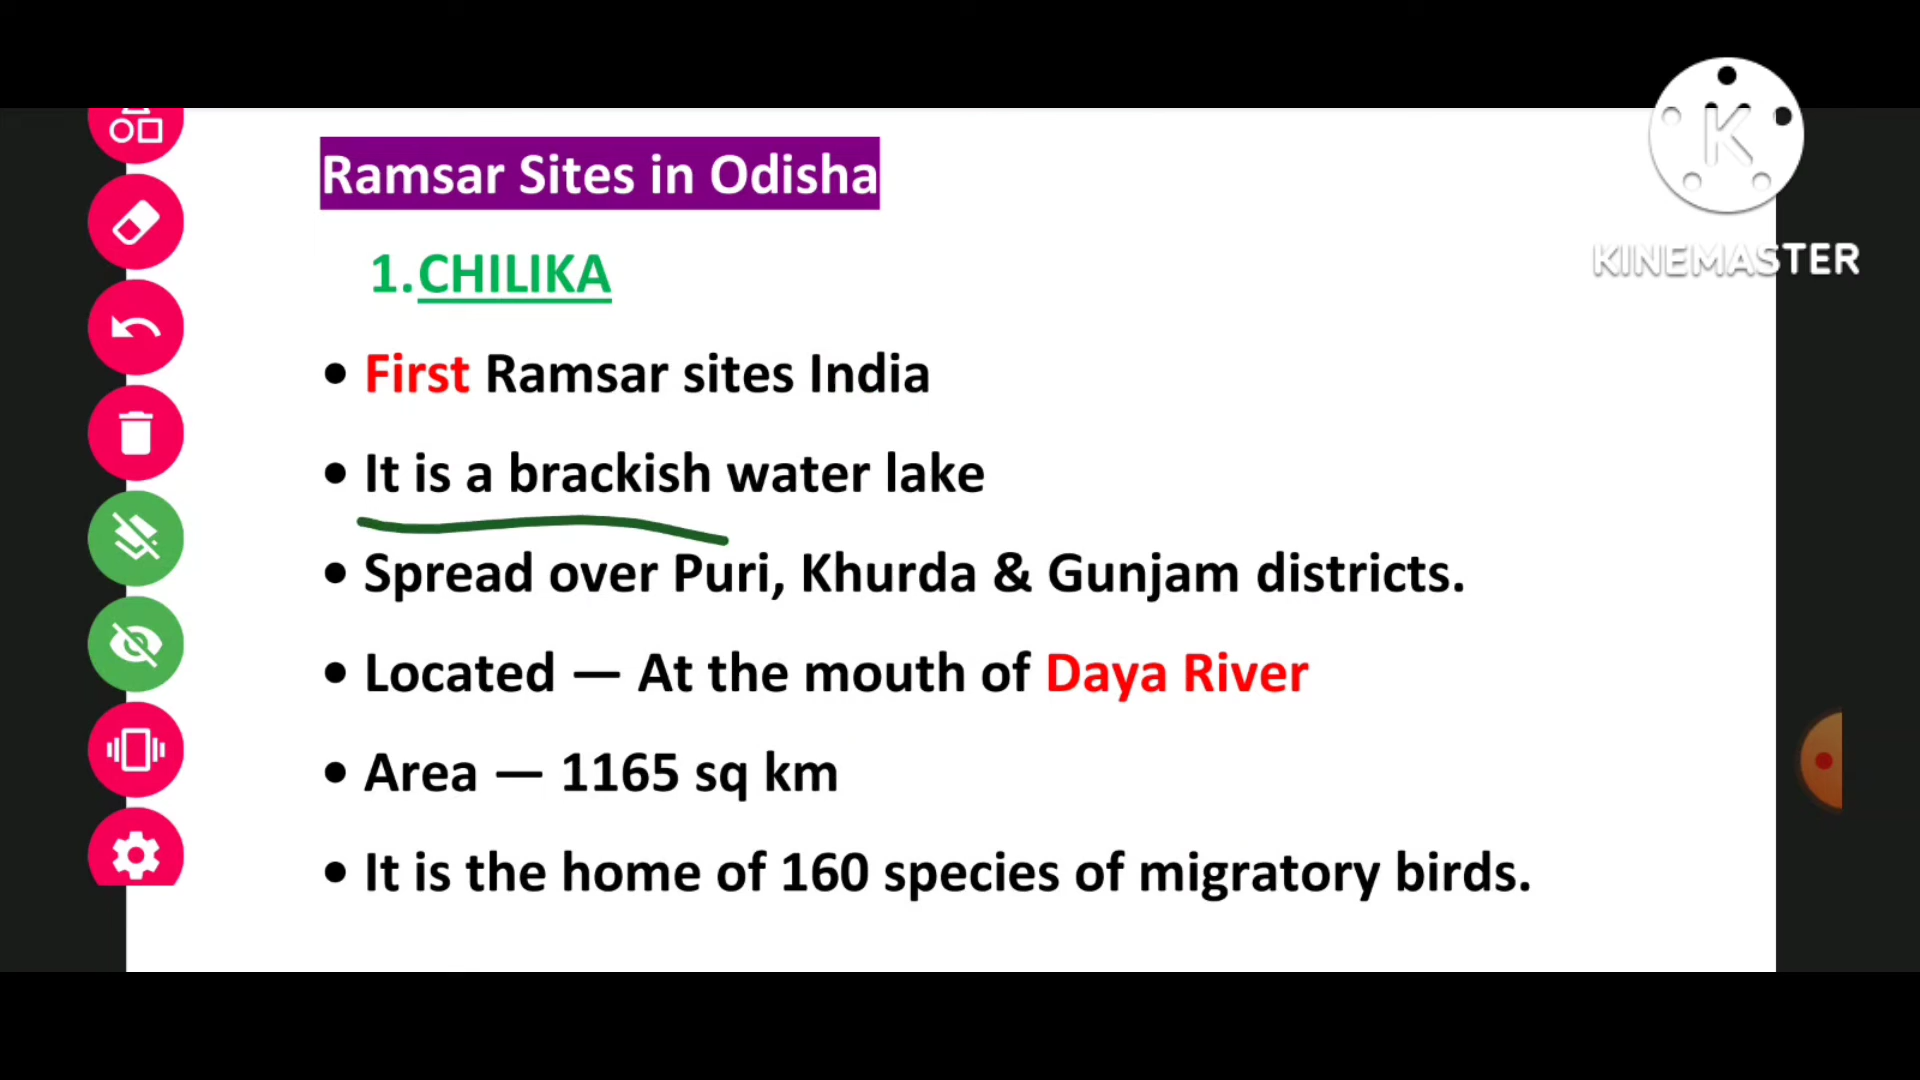 Ramsar Sites in Odisha
1.CHILIKA
• First Ramsar sites India
• It is a brackish water lake
• Spread over Puri, Khurda & Gunjam districts.
• Located — At the mouth of Daya River
• Area — 1165 sq km
• It is the home of 160 species of migratory birds.
K
KINEMASTER